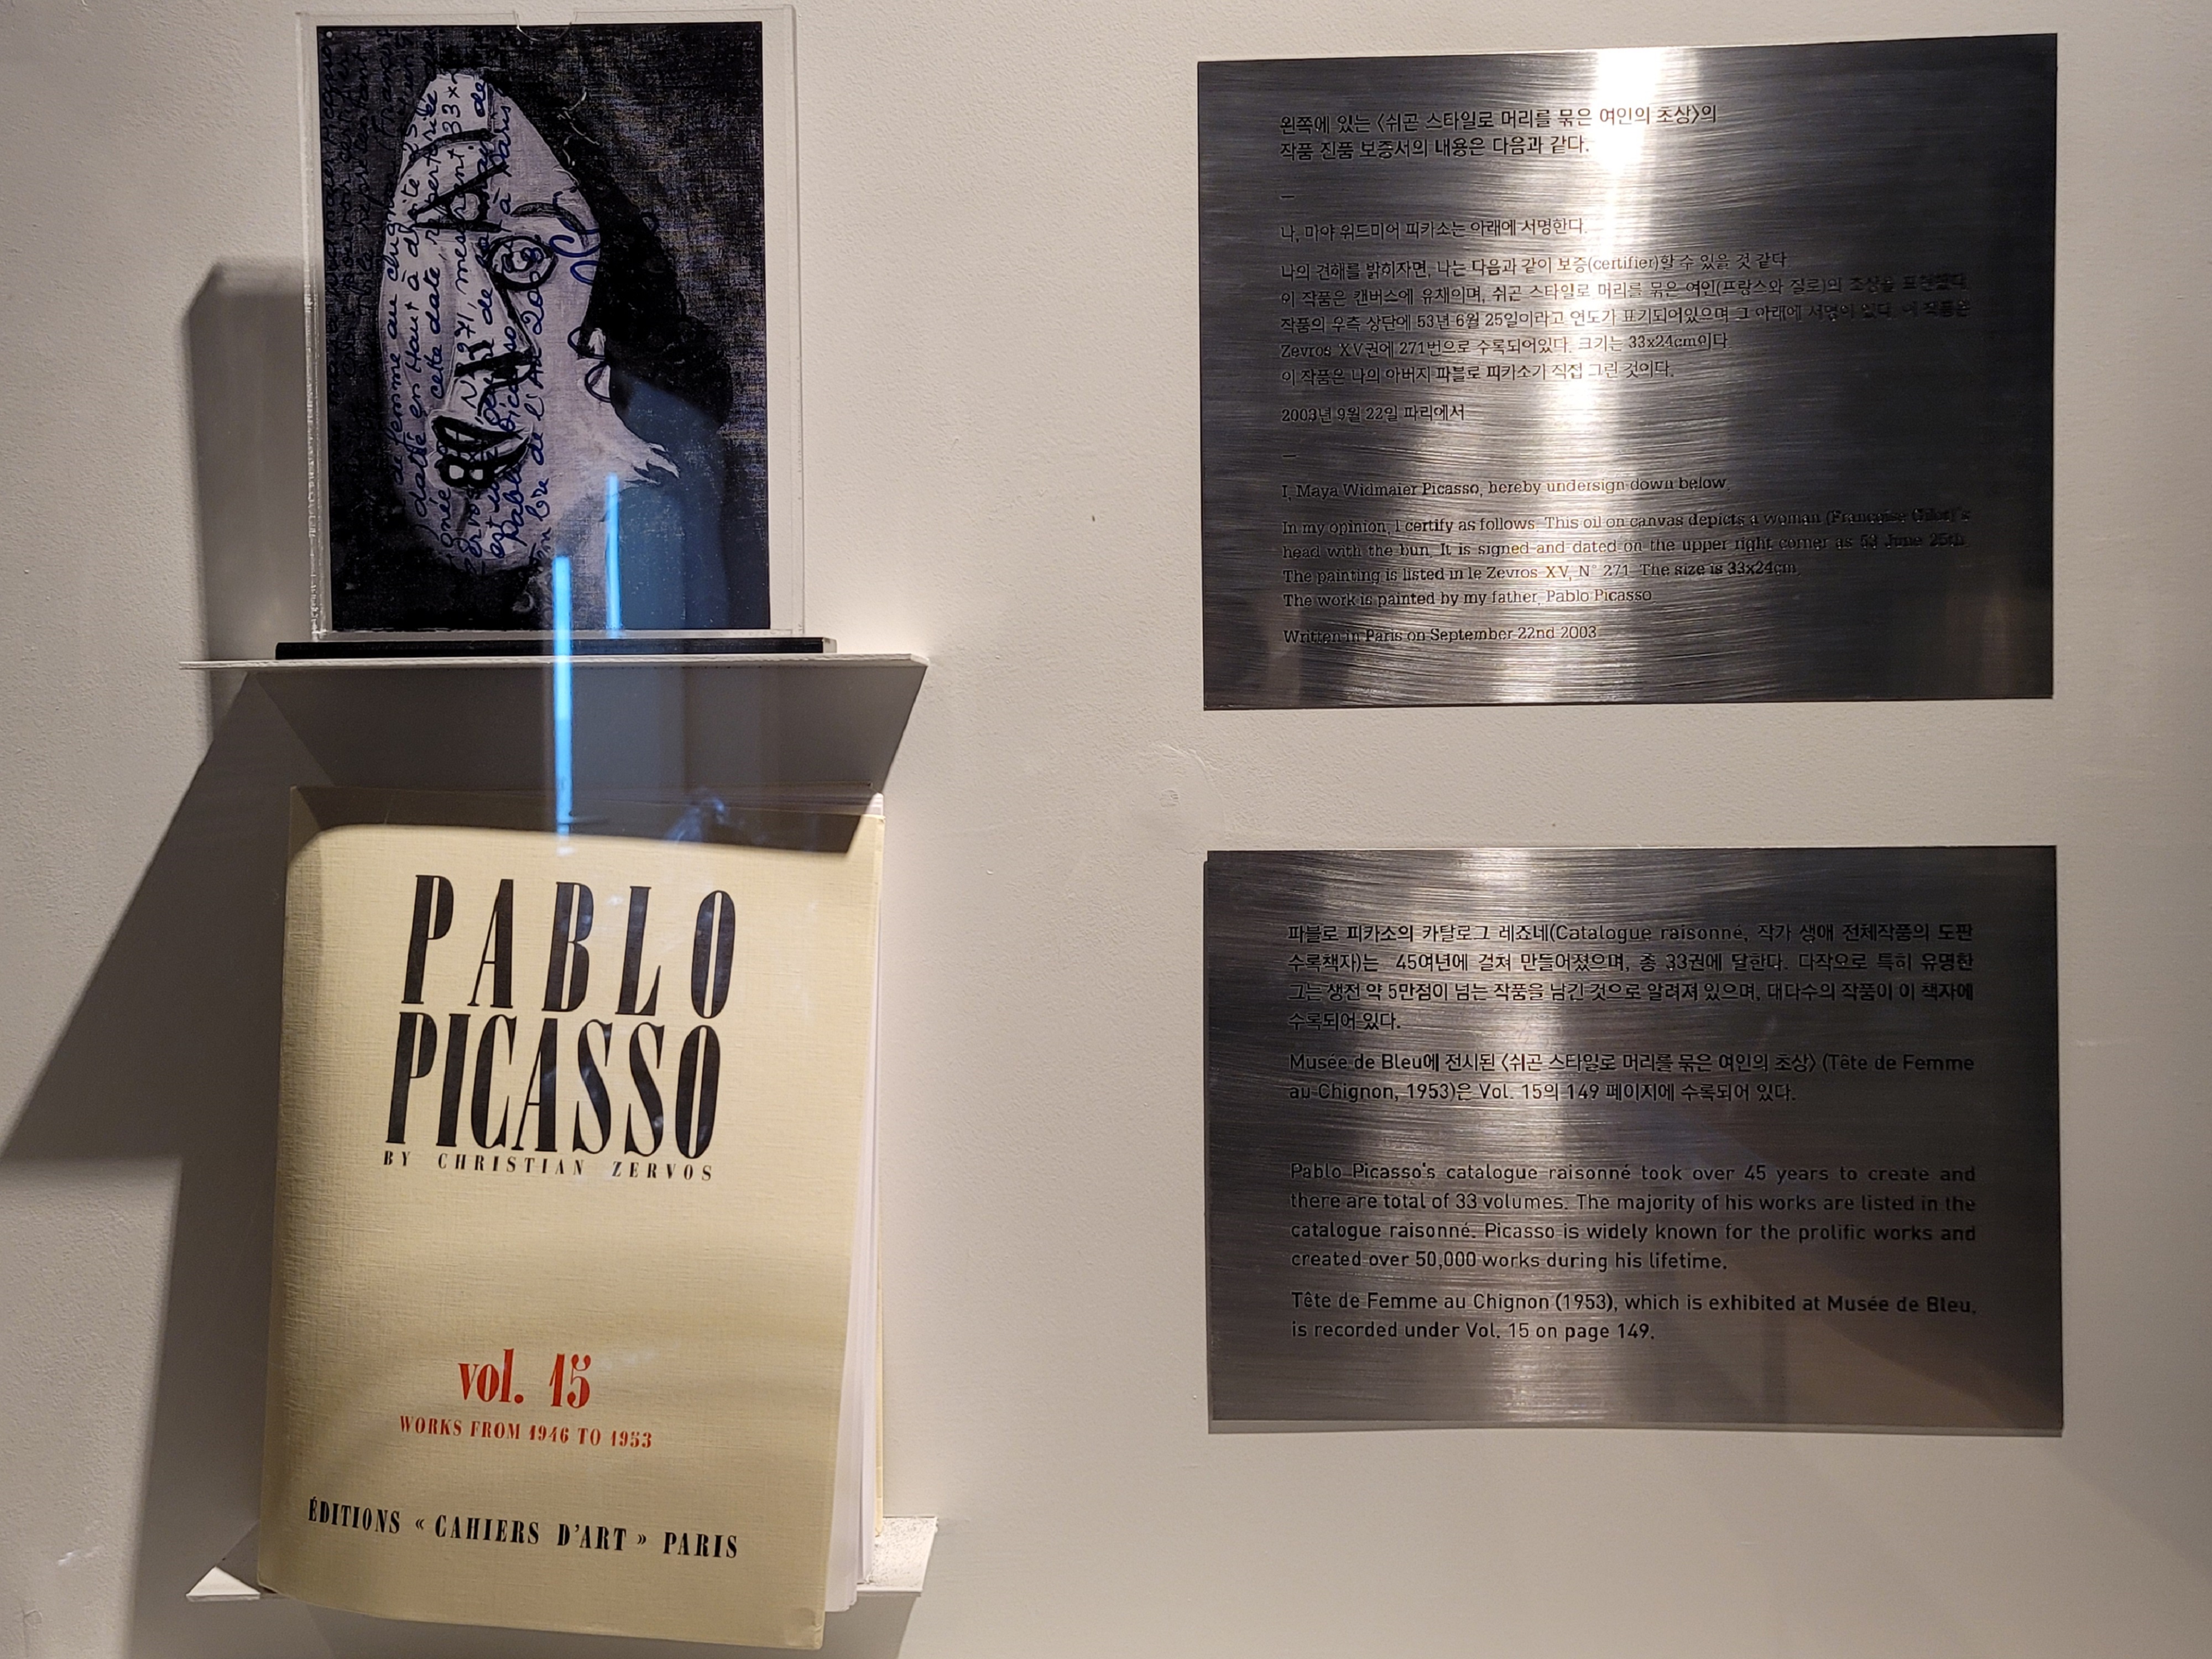 de femme au chignon
datté en Haut à droite
cette date répertoriée
N° 271, mesurant 33x
Pablo Picasso à Paris
de l'An 2003
PABLO
PICASSO
BY CHRISTIAN ZERVOS
vol. 15
WORKS FROM 1946 TO 1953
ÉDITIONS « CAHIERS D'ART » PARIS
왼쪽에 있는 〈쉬곤 스타일로 머리를 묶은 여인의 초상〉의
작품 진품 보증서의 내용은 다음과 같다.
나, 마야 위드미어 피카소는 아래에 서명한다.
나의 견해를 밝히자면, 나는 다음과 같이 보증(certifier)할 수 있을 것 같다.
이 작품은 캔버스에 유채이며, 쉬곤 스타일로 머리를 묶은 여인(프랑스와 질로)의 초상을 표현했다.
작품의 우측 상단에 53년 6월 25일이라고 연도가 표기되어있으며 그 아래에 서명이 있다. 이 작품은
Zevros XV권에 271번으로 수록되어있다. 크기는 33x24cm이다.
이 작품은 나의 아버지 파블로 피카소가 직접 그린 것이다.
2003년 9월 22일 파리에서
I, Maya Widmaier Picasso, hereby undersign down below,
In my opinion, I certify as follows. This oil on canvas depicts a woman (Françoise Gilot)'s
head with the bun. It is signed and dated on the upper right corner as 53 June 25th.
The painting is listed in le Zevros XV, N° 271. The size is 33x24cm.
The work is painted by my father, Pablo Picasso
Written in Paris on September 22nd 2003
파블로 피카소의 카탈로그 레죠네(Catalogue raisonné, 작가 생애 전체작품의 도판
수록책자)는 45여년에 걸쳐 만들어졌으며, 총 33권에 달한다. 다작으로 특히 유명한
그는 생전 약 5만점이 넘는 작품을 남긴 것으로 알려져 있으며, 대다수의 작품이 이 책자에
수록되어 있다.
Musée de Bleu에 전시된 〈쉬곤 스타일로 머리를 묶은 여인의 초상〉 (Tête de Femme
au Chignon, 1953)은 Vol. 15의 149 페이지에 수록되어 있다.
Pablo Picasso's catalogue raisonné took over 45 years to create and
there are total of 33 volumes. The majority of his works are listed in the
catalogue raisonné. Picasso is widely known for the prolific works and
created over 50,000 works during his lifetime.
Tête de Femme au Chignon (1953), which is exhibited at Musée de Bleu,
is recorded under Vol. 15 on page 149.